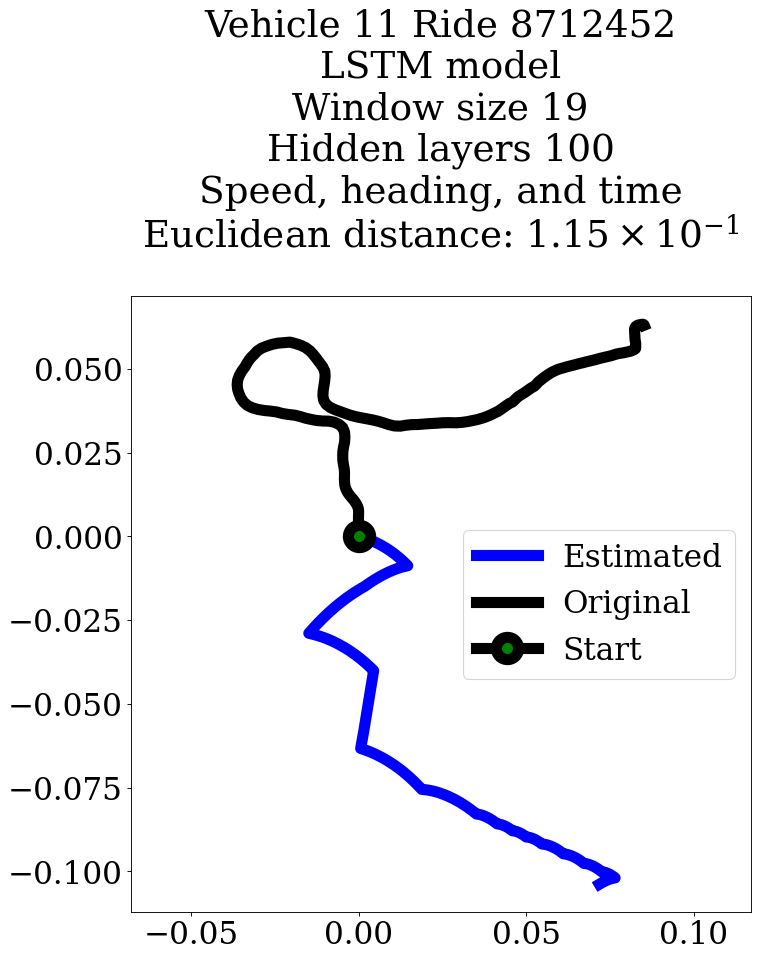 Vehicle 11 Ride 8712452
LSTM model
Window size 19
Hidden layers 100
Speed, heading, and time
Euclidean distance: 1.15 × 10⁻¹
0.050
0.025
0.000
−0.025
−0.050
−0.075
−0.100
Estimated
Original
Start
−0.05
0.00
0.05
0.10